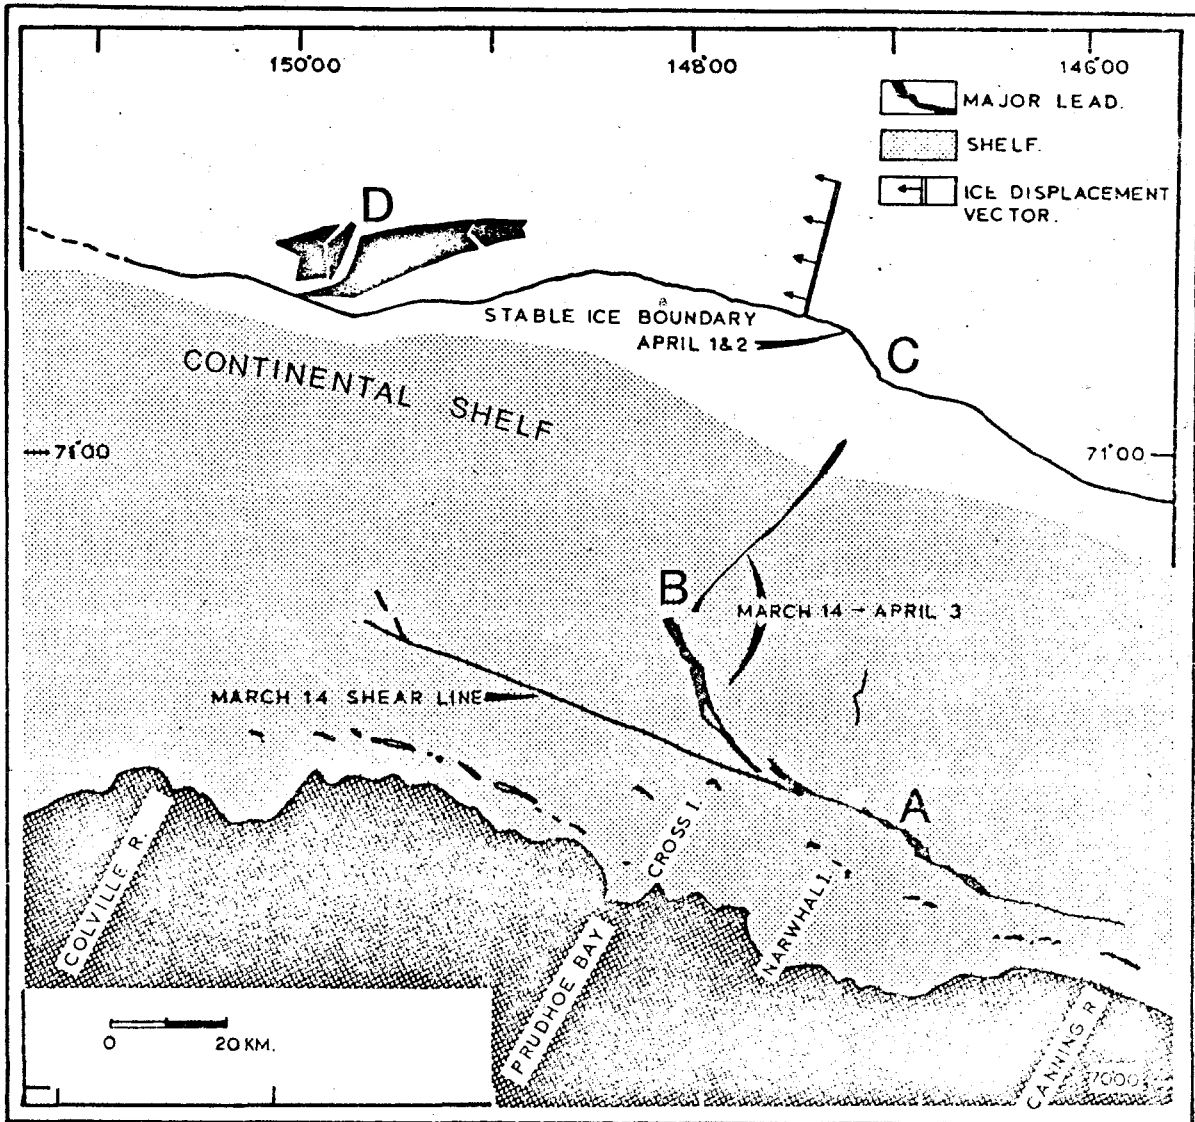 150°00
148°00
146°00
MAJOR LEAD.
SHELF.
ICE DISPLACEMENT
VECTOR.
D
STABLE ICE BOUNDARY
APRIL 1&2
C
CONTINENTAL SHELF
71°00
71°00
B
MARCH 14 – APRIL 3
MARCH 14 SHEAR LINE
A
COLVILLE R.
CROSS I.
NARWHAL I.
PRUDHOE BAY
CANNING R
0 20 KM.
7000